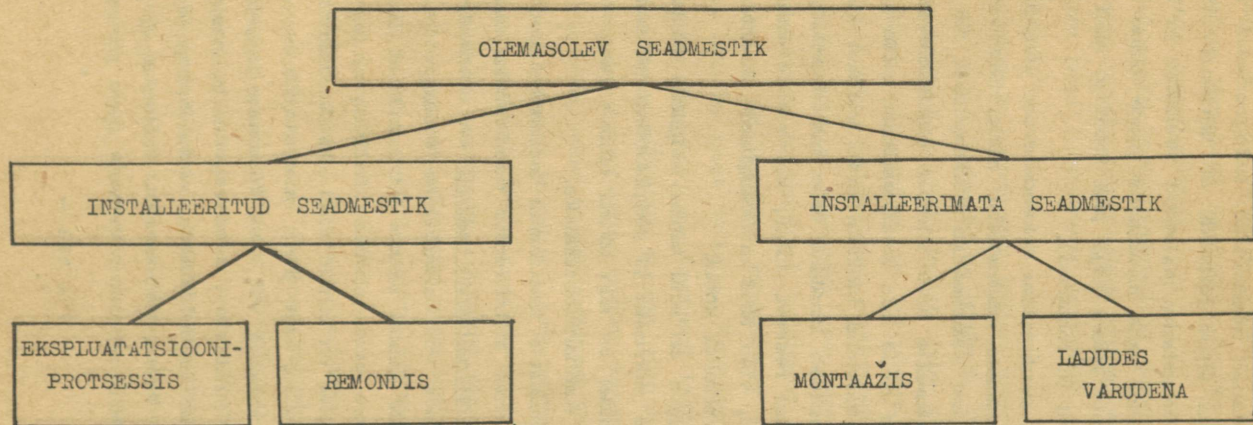 OLEMASOLEV SEADMESTIK
INSTALLEERITUD SEADMESTIK
INSTALLEERIMATA SEADMESTIK
EKSPLUATATSIOONI-
PROTSESSIS
REMONDIS
MONTAAŽIS
LADUDES
VARUDENA